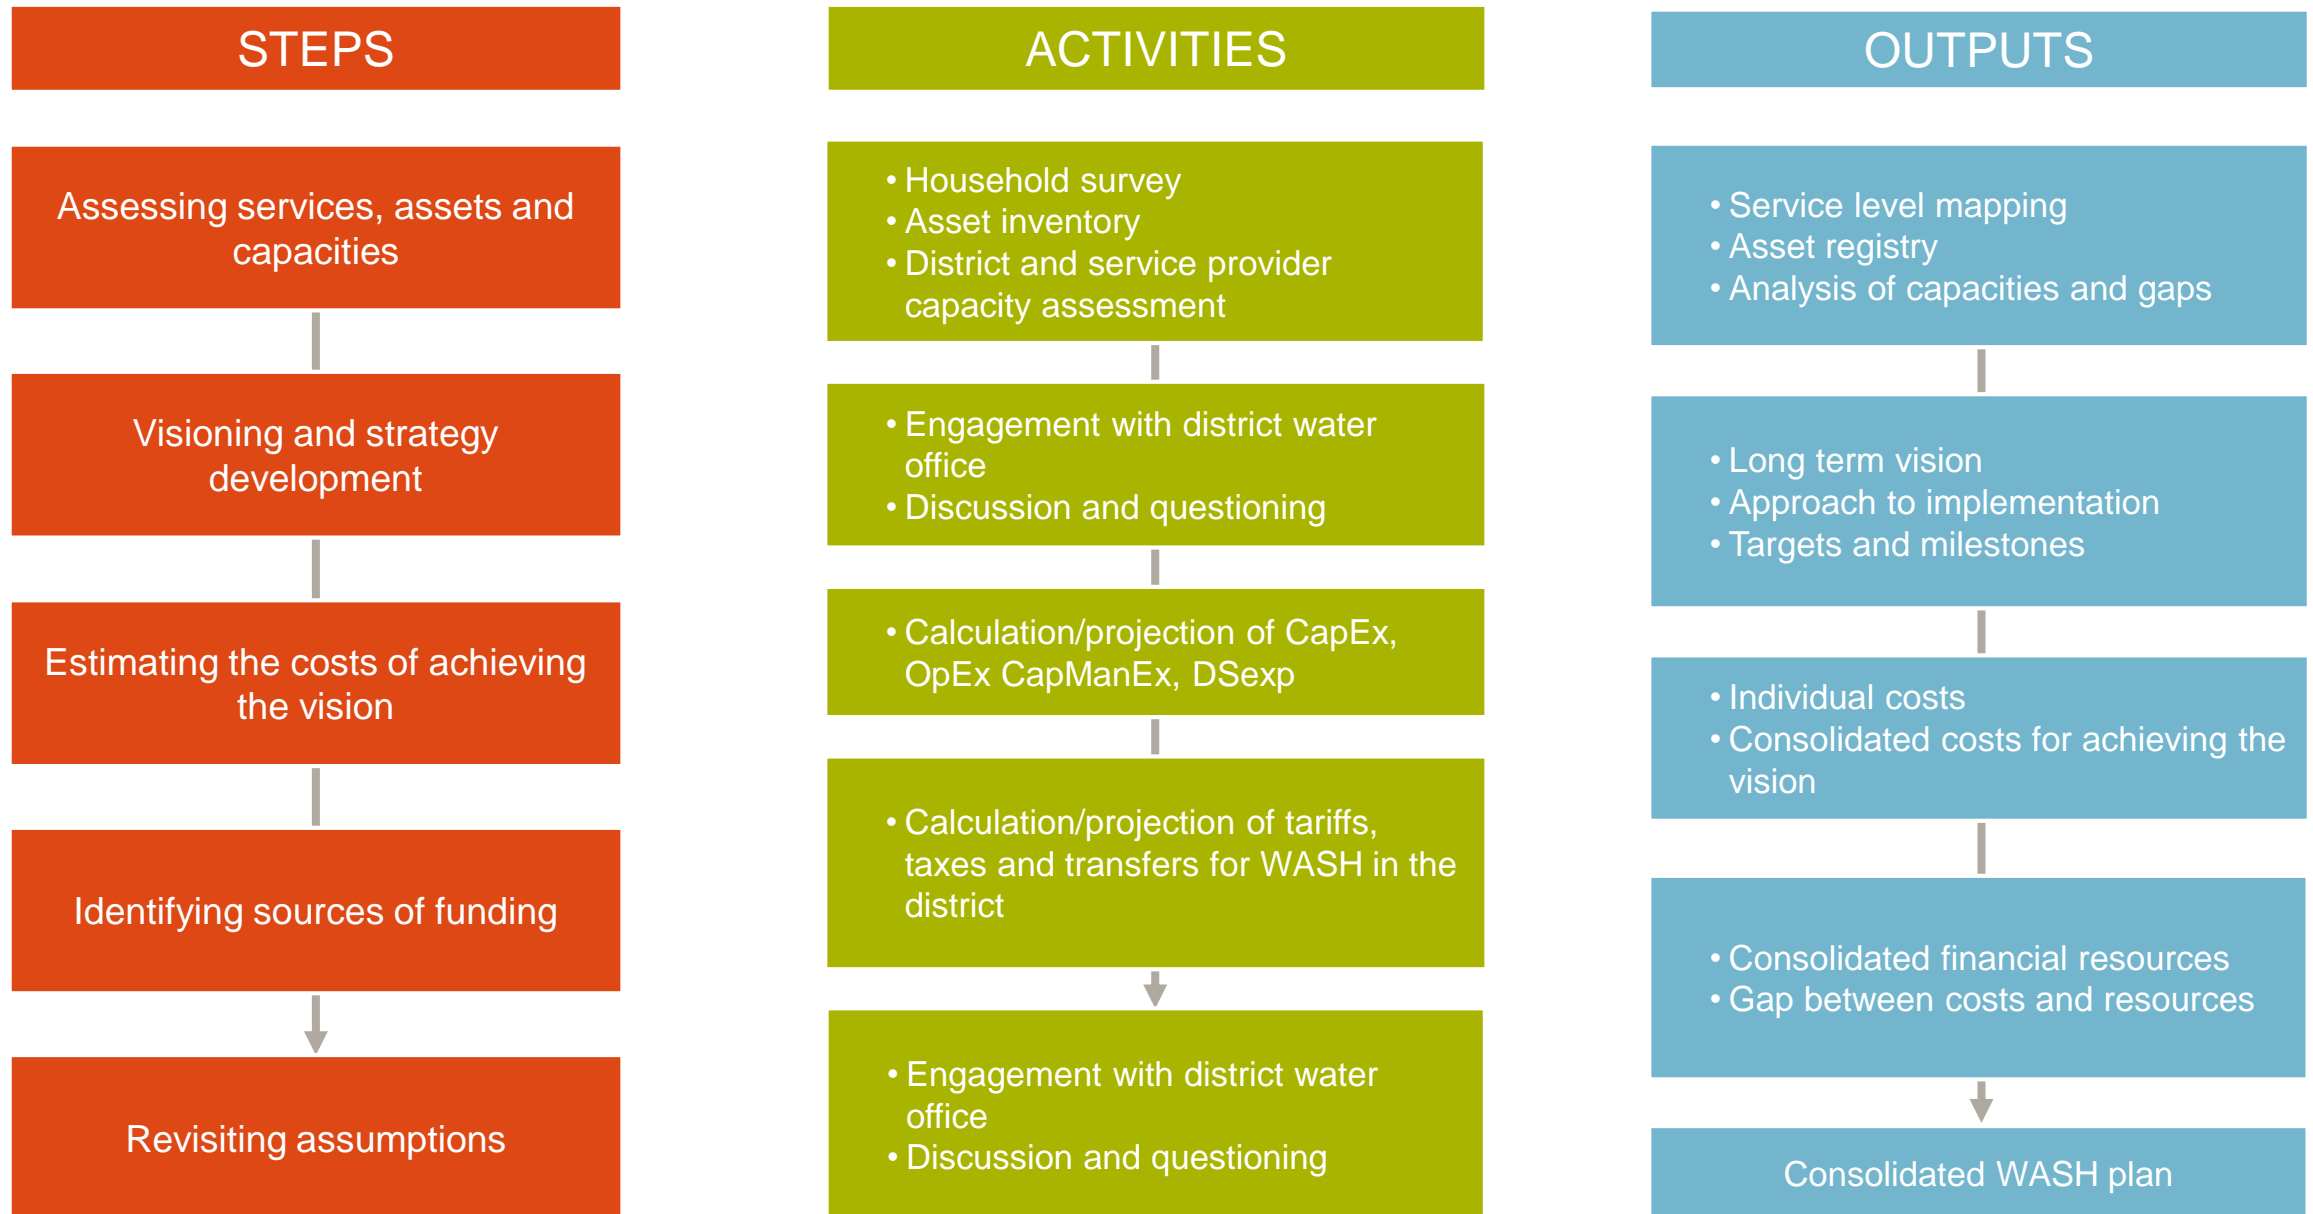 STEPS
Assessing services, assets and
capacities
Visioning and strategy
development
Estimating the costs of achieving
the vision
Identifying sources of funding
Revisiting assumptions
ACTIVITIES
• Household survey
• Asset inventory
• District and service provider
capacity assessment
• Engagement with district water
office
• Discussion and questioning
• Calculation/projection of CapEx,
OpEx CapManEx, DSexp
• Calculation/projection of tariffs,
taxes and transfers for WASH in the
district
• Engagement with district water
office
• Discussion and questioning
OUTPUTS
• Service level mapping
• Asset registry
• Analysis of capacities and gaps
• Long term vision
• Approach to implementation
• Targets and milestones
• Individual costs
• Consolidated costs for achieving the
vision
• Consolidated financial resources
• Gap between costs and resources
Consolidated WASH plan